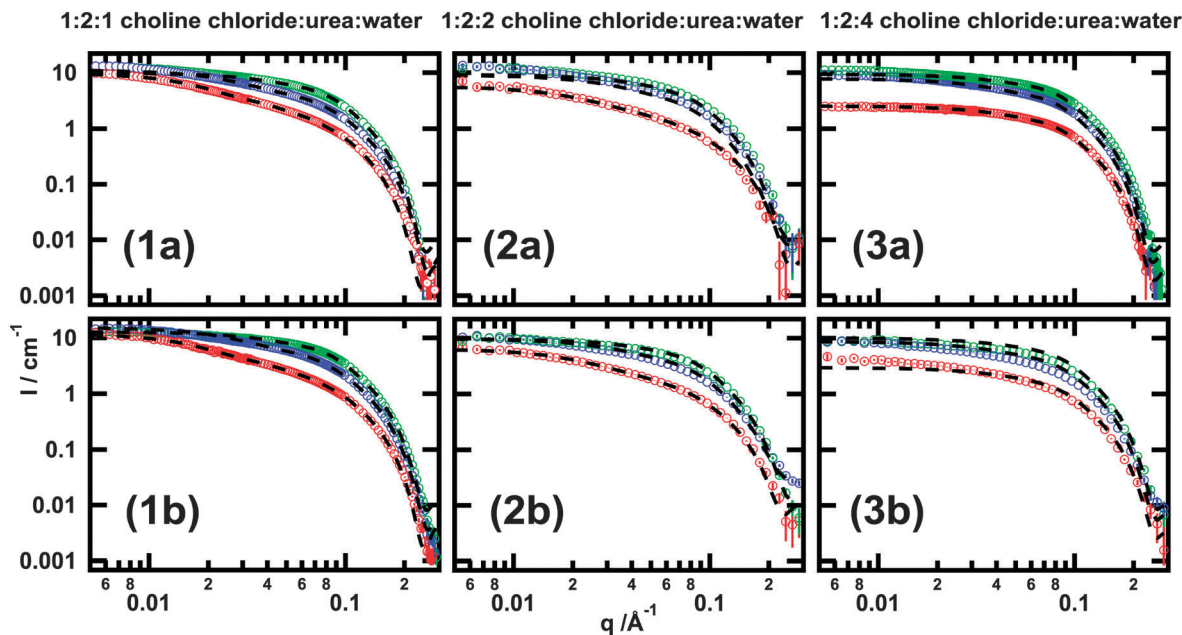 1:2:1 choline chloride:urea:water 1:2:2 choline chloride:urea:water 1:2:4 choline chloride:urea:water
10
1
0.1
0.01
0.001
(1a) (2a) (3a)
10
1
0.1
0.01
0.001
(1b) (2b) (3b)
I / cm⁻¹
6 8 2 4 6 8 2 6 8 2 4 6 8 2 6 8 2 4 6 8 2
0.01 0.1 0.01 0.1 0.01 0.1
q /Å⁻¹